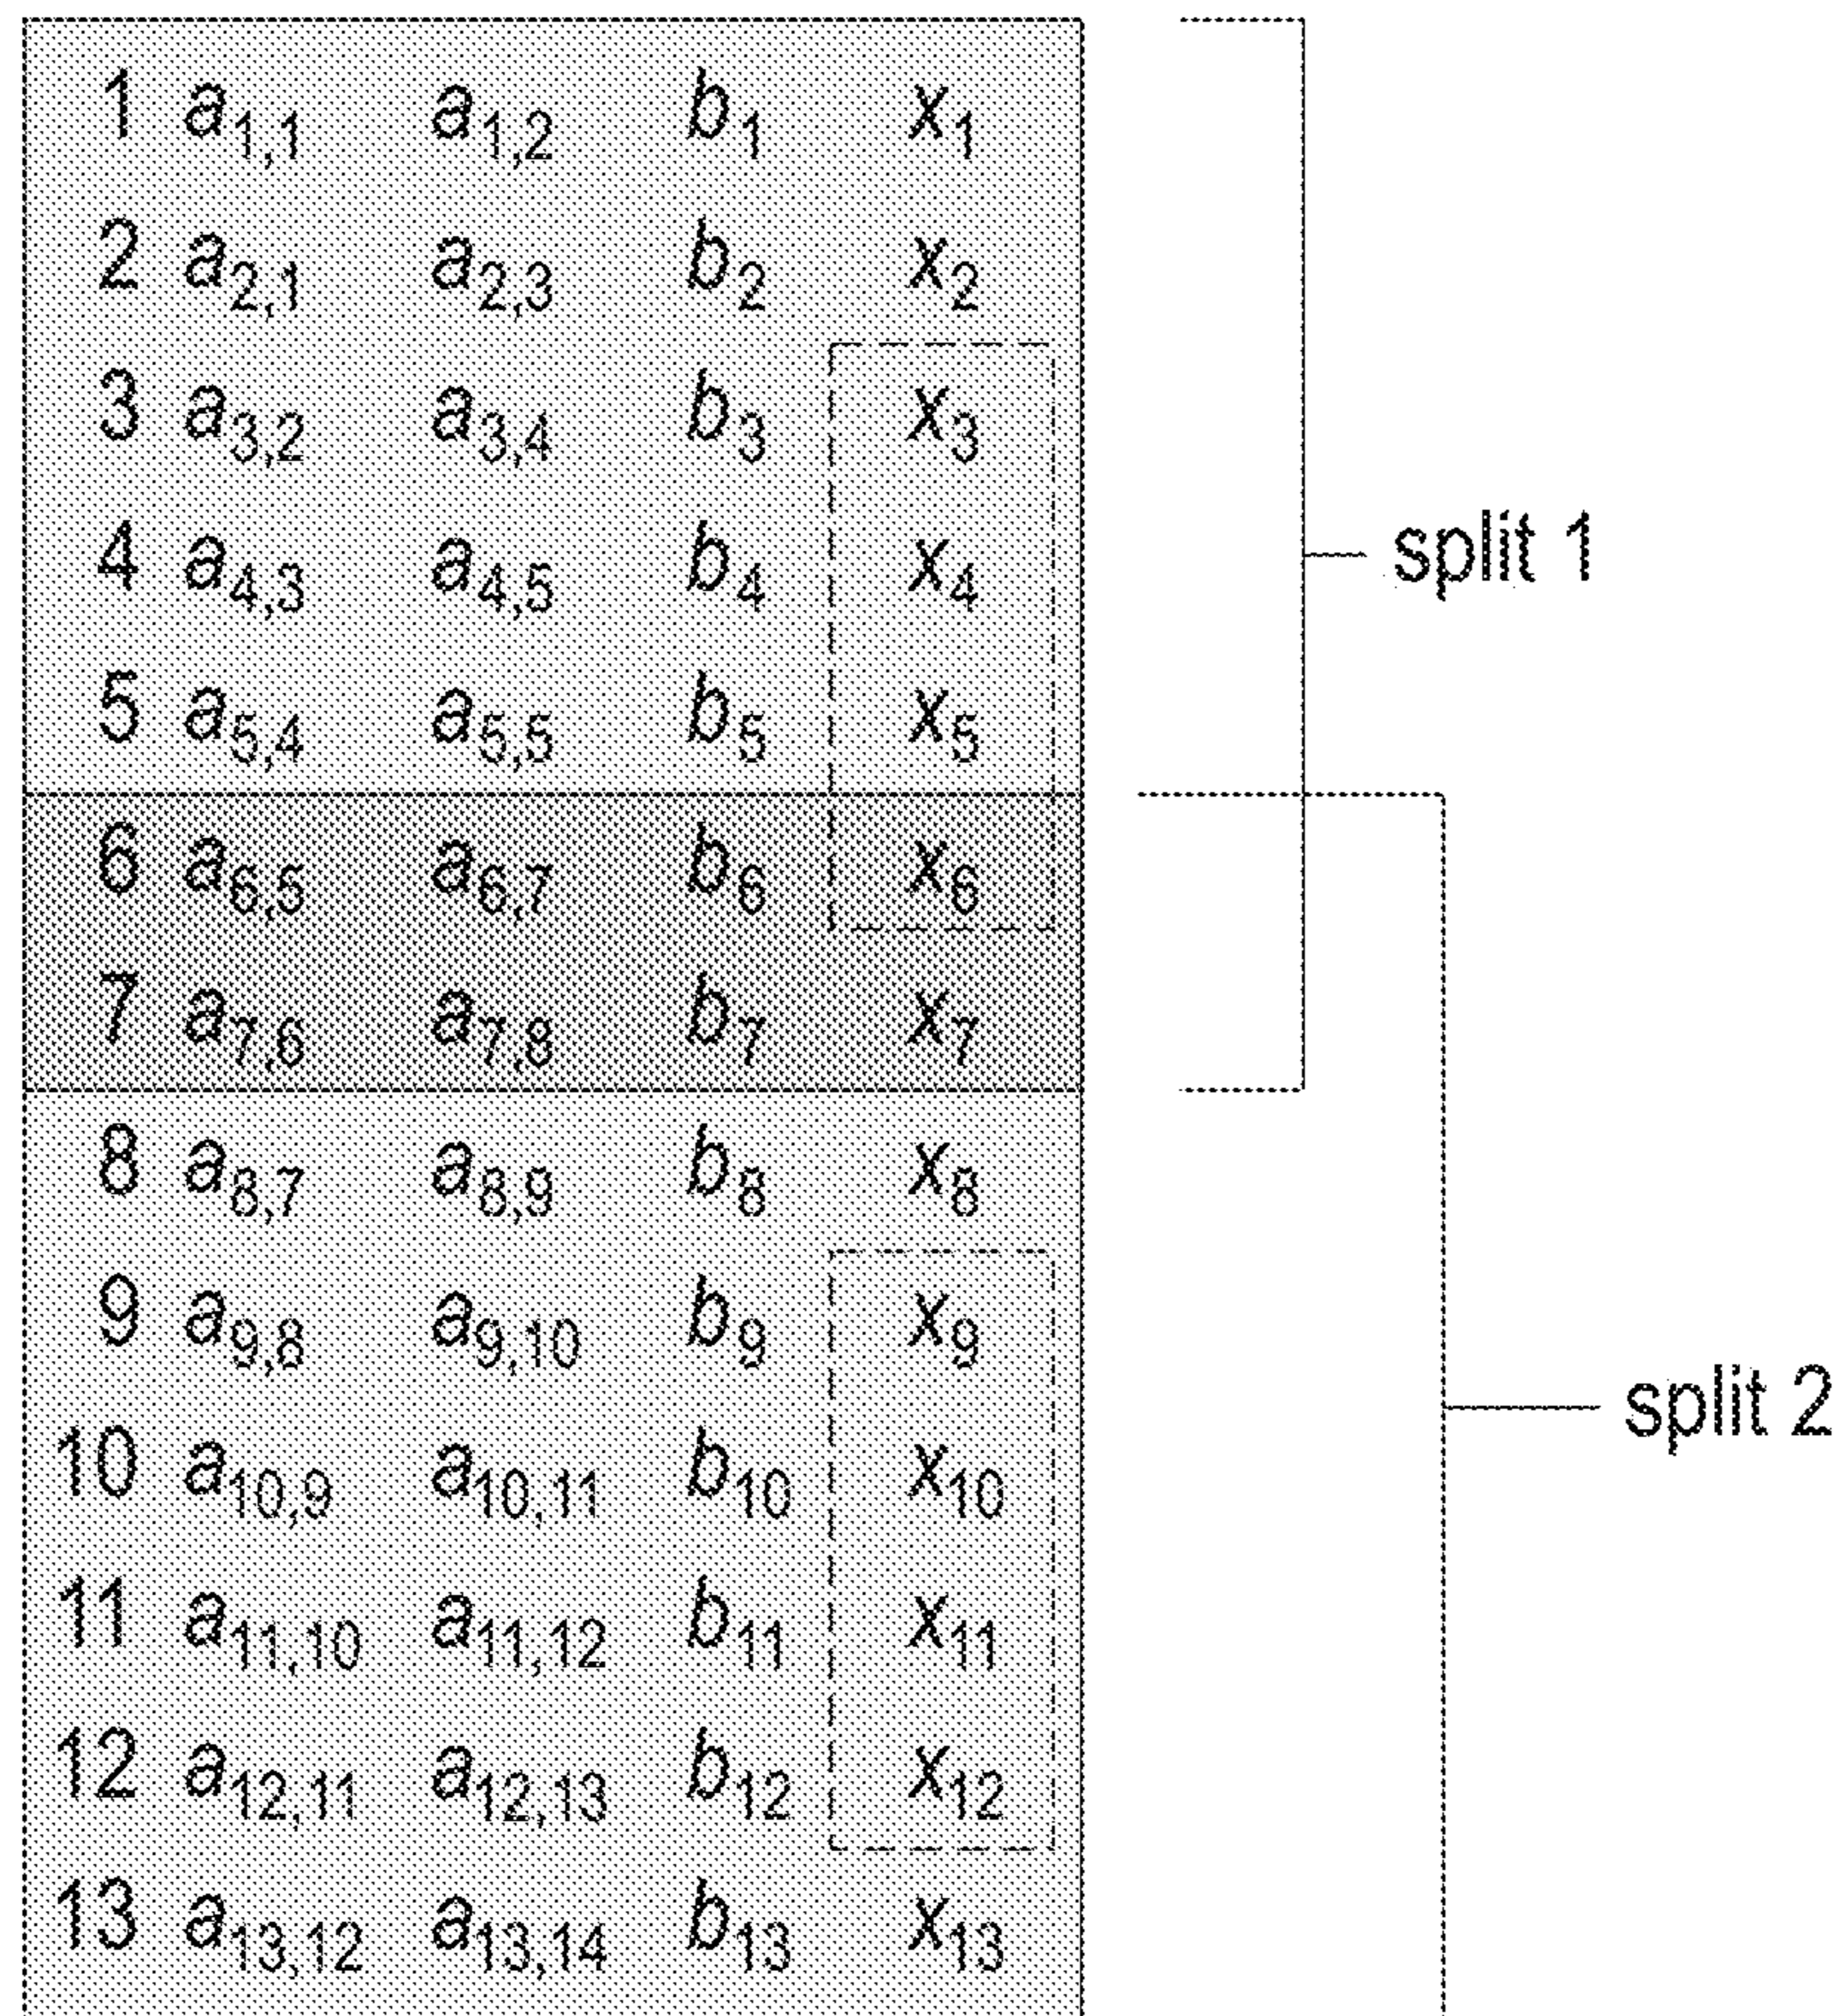 1 a1,1 a1,2 b1 x1
2 a2,1 a2,3 b2 x2
3 a3,2 a3,4 b3 x3
4 a4,3 a4,5 b4 x4
split 1
5 a5,4 a5,5 b5 x5
6 a6,5 a6,7 b6 x6
7 a7,6 a7,8 b7 x7
8 a8,7 a8,9 b8 x8
9 a9,8 a9,10 b9 x9
split 2
10 a10,9 a10,11 b10 x10
11 a11,10 a11,12 b11 x11
12 a12,11 a12,13 b12 x12
13 a13,12 a13,14 b13 x13